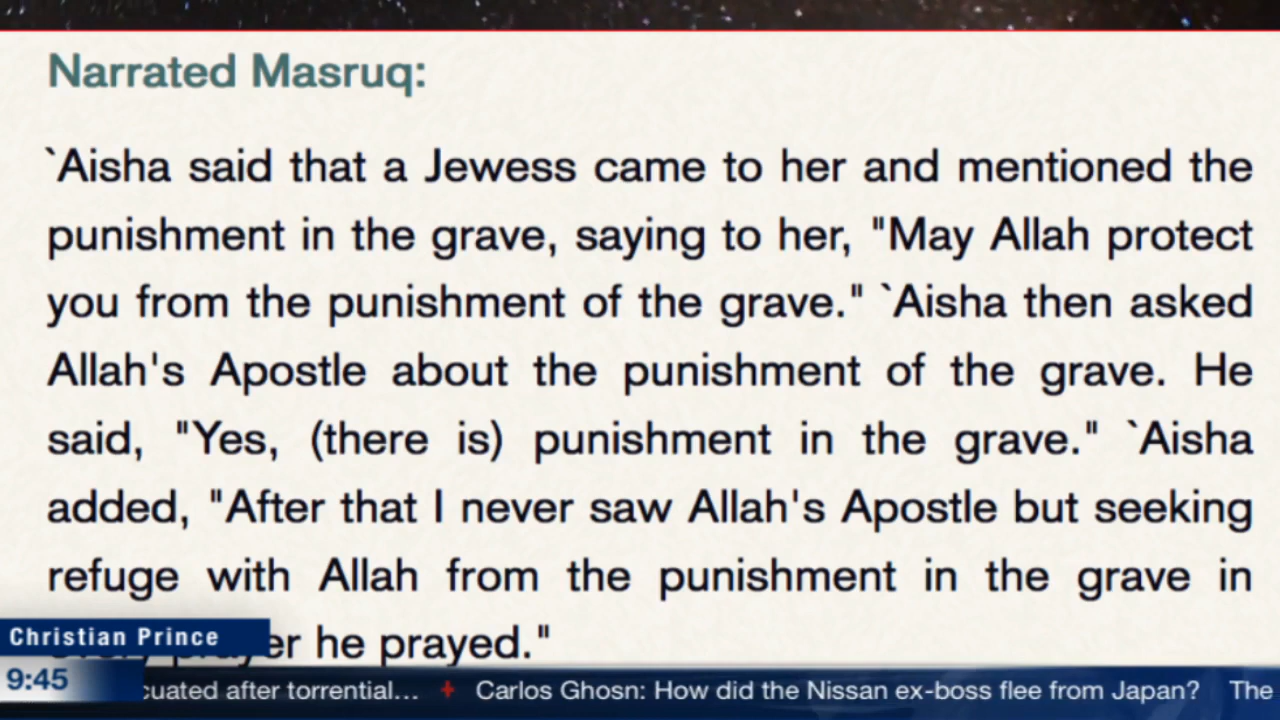 Narrated Masruq:
`Aisha said that a Jewess came to her and mentioned the
punishment in the grave, saying to her, "May Allah protect
you from the punishment of the grave." `Aisha then asked
Allah's Apostle about the punishment of the grave. He
said, "Yes, (there is) punishment in the grave." `Aisha
added, "After that I never saw Allah's Apostle but seeking
refuge with Allah from the punishment in the grave in
every prayer he prayed."
Christian Prince
9:45
cuated after torrential... + Carlos Ghosn: How did the Nissan ex-boss flee from Japan? The